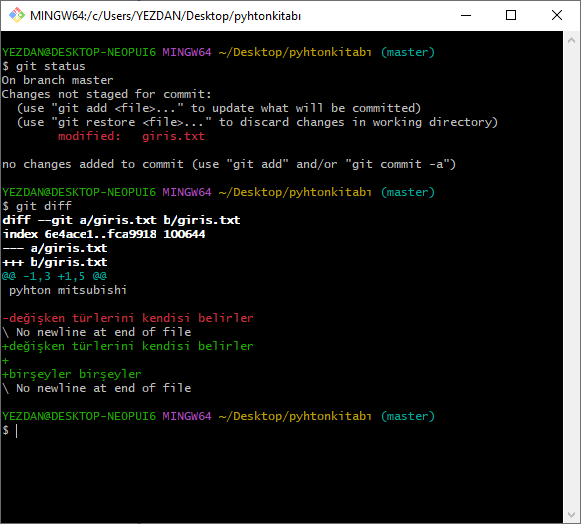 MINGW64:/c/Users/YEZDAN/Desktop/pyhtonkitabı
YEZDAN@DESKTOP-NEOPUI6 MINGW64 ~/Desktop/pyhtonkitabı (master)
$ git status
On branch master
Changes not staged for commit:
  (use "git add <file>..." to update what will be committed)
  (use "git restore <file>..." to discard changes in working directory)
        modified:   giris.txt

no changes added to commit (use "git add" and/or "git commit -a")

YEZDAN@DESKTOP-NEOPUI6 MINGW64 ~/Desktop/pyhtonkitabı (master)
$ git diff
diff --git a/giris.txt b/giris.txt
index 6e4ace1..fca9918 100644
--- a/giris.txt
+++ b/giris.txt
@@ -1,3 +1,5 @@
 pyhton mitsubishi

-değişken türlerini kendisi belirler
\ No newline at end of file
+değişken türlerini kendisi belirler
+
+birşeyler birşeyler
\ No newline at end of file

YEZDAN@DESKTOP-NEOPUI6 MINGW64 ~/Desktop/pyhtonkitabı (master)
$